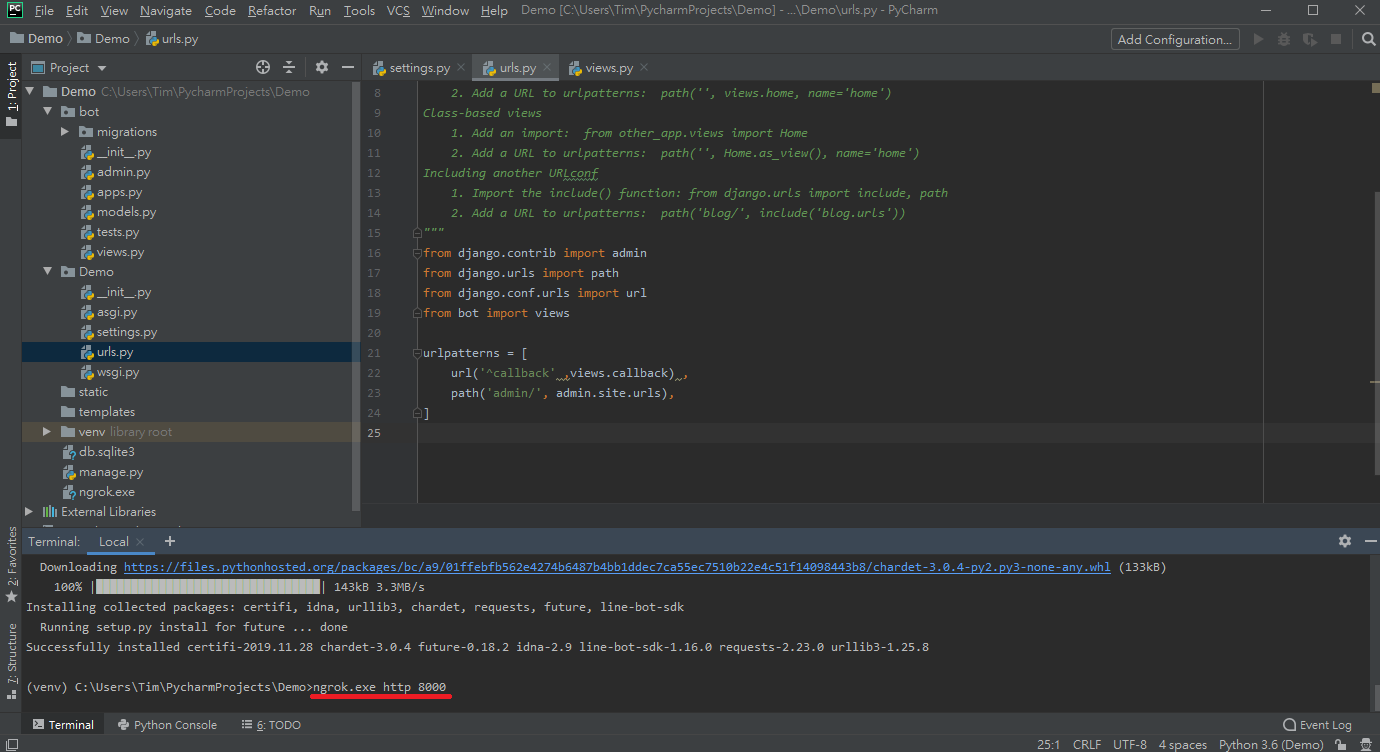 PC File Edit View Navigate Code Refactor Run Tools VCS Window Help Demo [C:\Users\Tim\PycharmProjects\Demo] - ...\Demo\urls.py - PyCharm
Demo Demo urls.py Add Configuration...
1: Project
Project
settings.py urls.py views.py
Demo C:\Users\Tim\PycharmProjects\Demo
bot
migrations
__init__.py
admin.py
apps.py
models.py
tests.py
views.py
Demo
__init__.py
asgi.py
settings.py
urls.py
wsgi.py
static
templates
venv library root
db.sqlite3
manage.py
ngrok.exe
External Libraries
8 2. Add a URL to urlpatterns:  path('', views.home, name='home')
9 Class-based views
10 1. Add an import:  from other_app.views import Home
11 2. Add a URL to urlpatterns:  path('', Home.as_view(), name='home')
12 Including another URLconf
13 1. Import the include() function: from django.urls import include, path
14 2. Add a URL to urlpatterns:  path('blog/', include('blog.urls'))
15 """
16 from django.contrib import admin
17 from django.urls import path
18 from django.conf.urls import url
19 from bot import views
20
21 urlpatterns = [
22 url('^callback' ,views.callback) ,
23 path('admin/', admin.site.urls),
24 ]
25
2: Favorites
7: Structure
Terminal: Local +
Downloading https://files.pythonhosted.org/packages/bc/a9/01ffebfb562e4274b6487b4bb1ddec7ca55ec7510b22e4c51f14098443b8/chardet-3.0.4-py2.py3-none-any.whl (133kB)
100% | | 143kB 3.3MB/s
Installing collected packages: certifi, idna, urllib3, chardet, requests, future, line-bot-sdk
Running setup.py install for future ... done
Successfully installed certifi-2019.11.28 chardet-3.0.4 future-0.18.2 idna-2.9 line-bot-sdk-1.16.0 requests-2.23.0 urllib3-1.25.8
(venv) C:\Users\Tim\PycharmProjects\Demo>ngrok.exe http 8000
Terminal Python Console 6: TODO Event Log
25:1 CRLF UTF-8 4 spaces Python 3.6 (Demo)